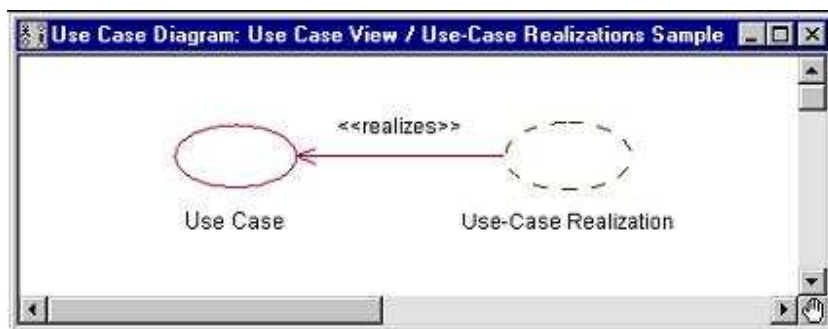 Use Case Diagram: Use Case View / Use-Case Realizations Sample
<<realizes>>
Use Case
Use-Case Realization